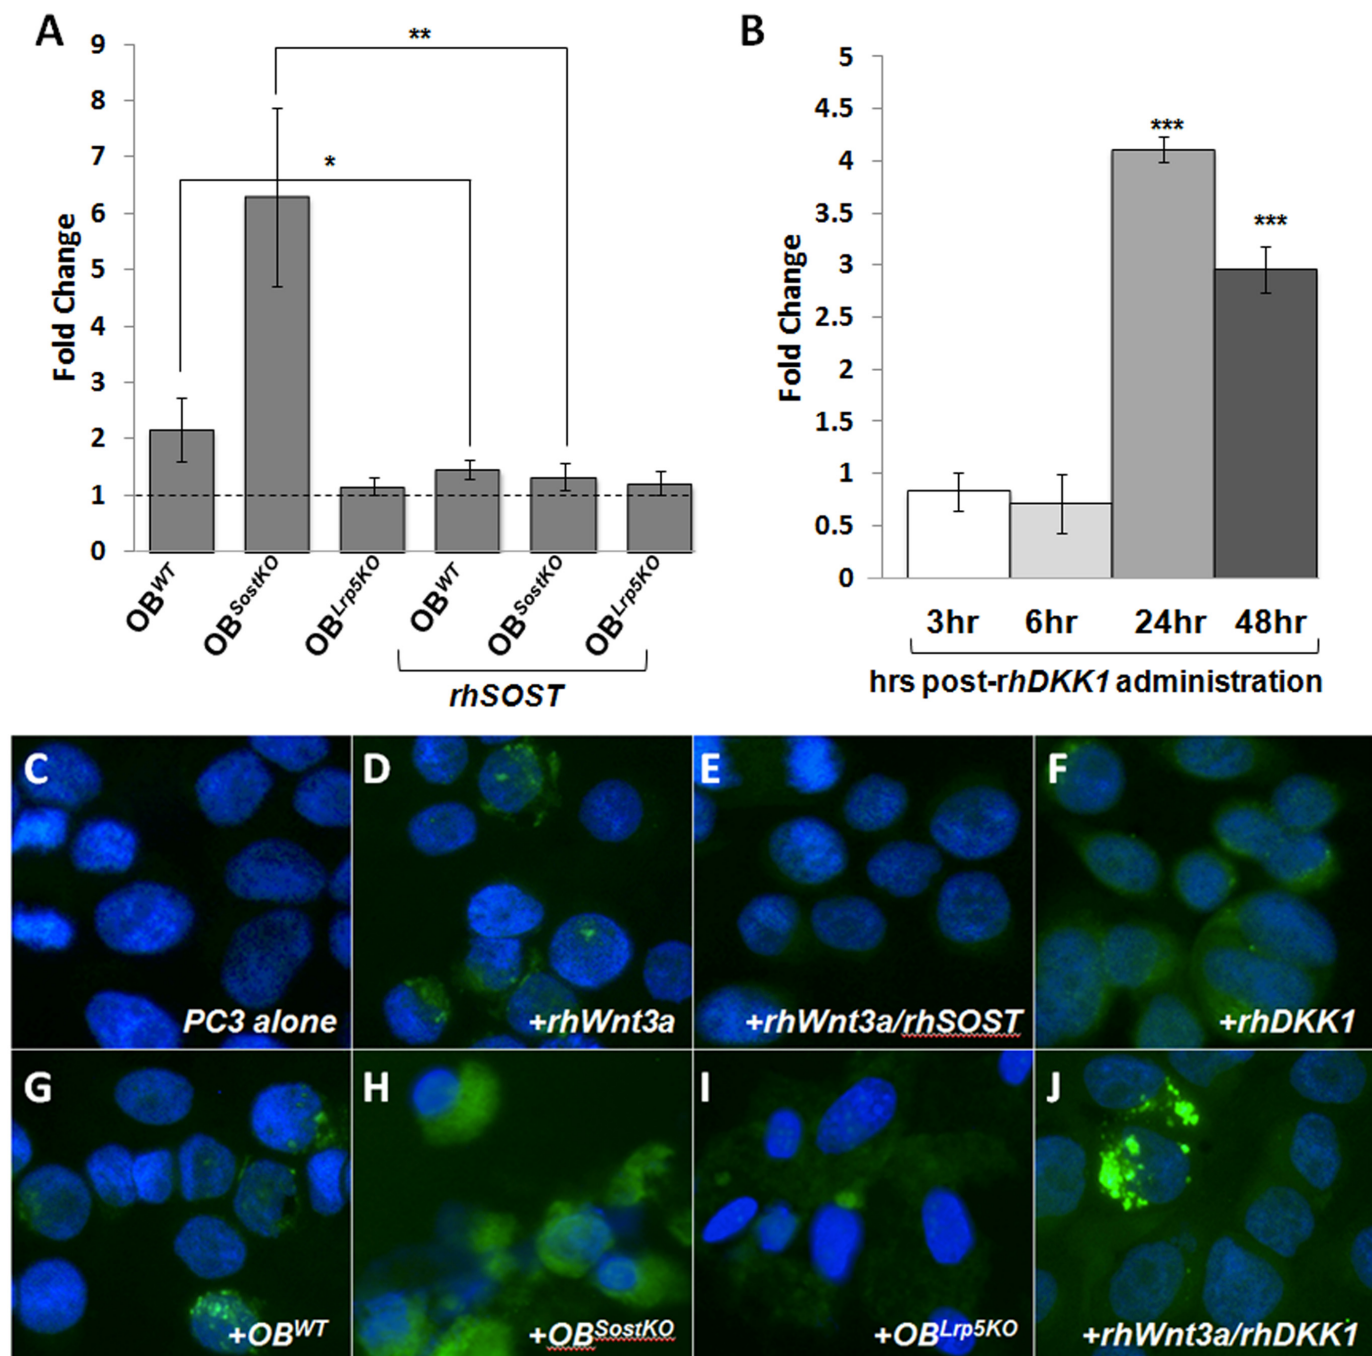 A
9
8
7
6
5
4
3
2
1
0
Fold Change
**
*
OBWT
OBSostKO
OBLrp5KO
OBWT
OBSostKO
OBLrp5KO
rhSOST
B
5
4.5
4
3.5
3
2.5
2
1.5
1
0.5
0
Fold Change
***
***
3hr 6hr 24hr 48hr
hrs post-rhDKK1 administration
C
PC3 alone
D
+rhWnt3a
E
+rhWnt3a/rhSOST
F
+rhDKK1
G
+OBWT
H
+OBSostKO
I
+OBLrp5KO
J
+rhWnt3a/rhDKK1